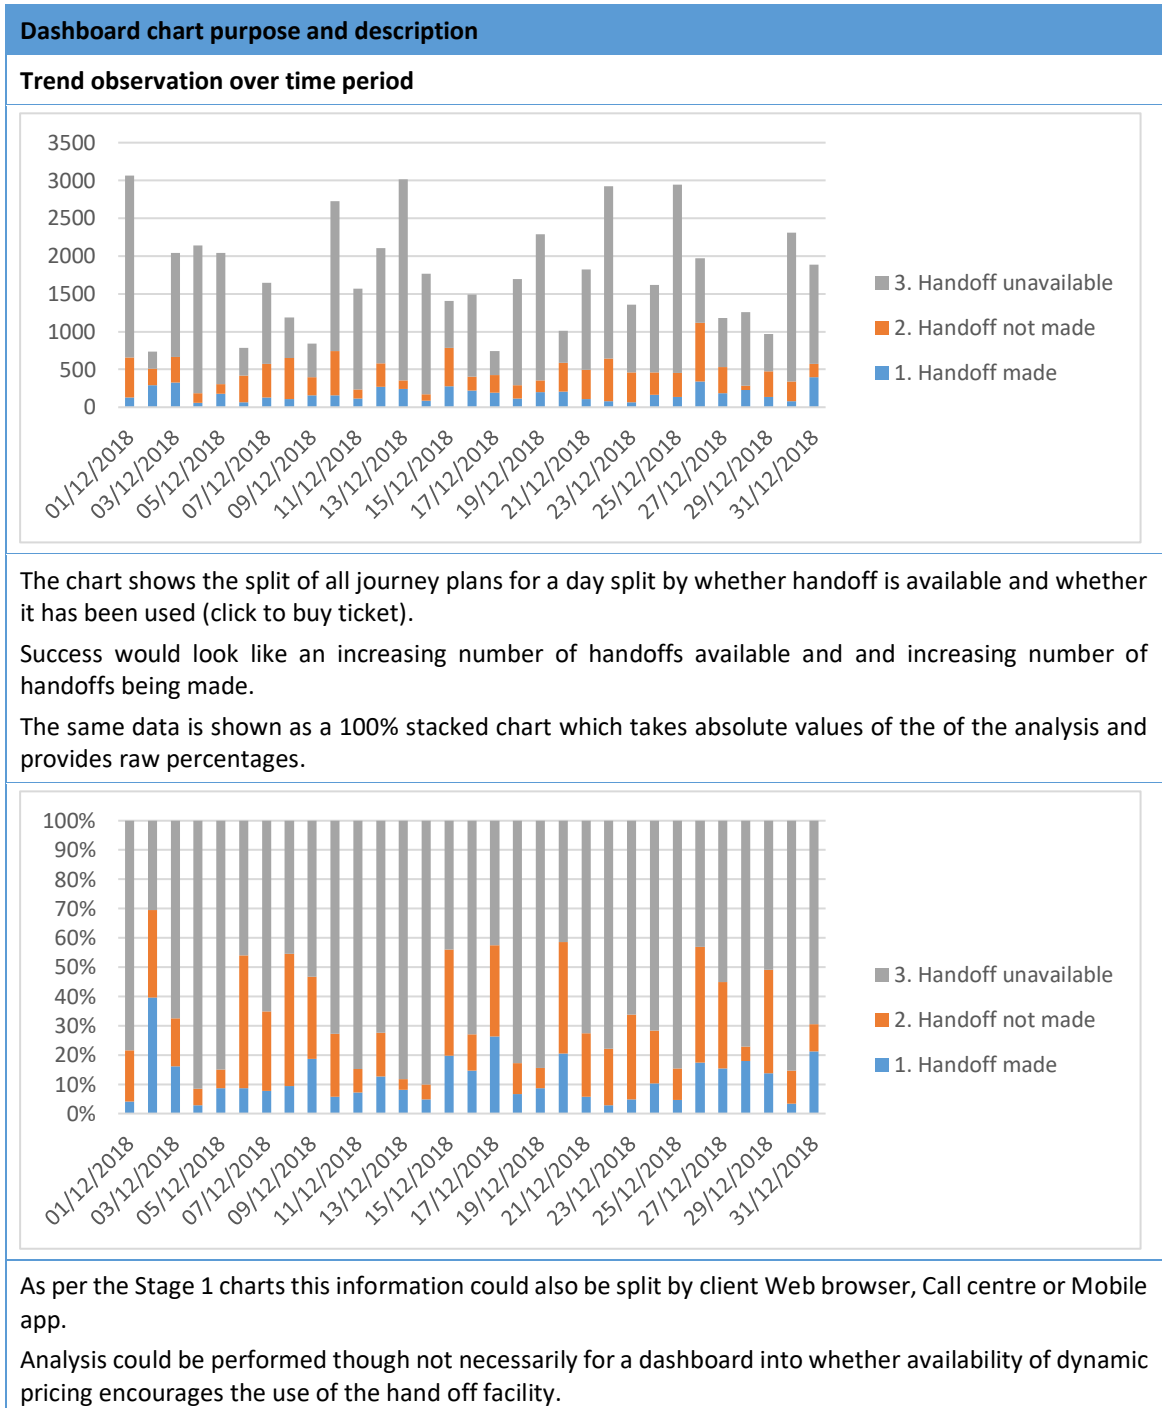 Dashboard chart purpose and description
Trend observation over time period
3500
3000
2500
2000
1500
1000
500
0
01/12/2018
03/12/2018
05/12/2018
07/12/2018
09/12/2018
11/12/2018
13/12/2018
15/12/2018
17/12/2018
19/12/2018
21/12/2018
23/12/2018
25/12/2018
27/12/2018
29/12/2018
31/12/2018
3. Handoff unavailable
2. Handoff not made
1. Handoff made
The chart shows the split of all journey plans for a day split by whether handoff is available and whether
it has been used (click to buy ticket).
Success would look like an increasing number of handoffs available and and increasing number of
handoffs being made.
The same data is shown as a 100% stacked chart which takes absolute values of the of the analysis and
provides raw percentages.
100%
90%
80%
70%
60%
50%
40%
30%
20%
10%
0%
01/12/2018
03/12/2018
05/12/2018
07/12/2018
09/12/2018
11/12/2018
13/12/2018
15/12/2018
17/12/2018
19/12/2018
21/12/2018
23/12/2018
25/12/2018
27/12/2018
29/12/2018
31/12/2018
3. Handoff unavailable
2. Handoff not made
1. Handoff made
As per the Stage 1 charts this information could also be split by client Web browser, Call centre or Mobile
app.
Analysis could be performed though not necessarily for a dashboard into whether availability of dynamic
pricing encourages the use of the hand off facility.